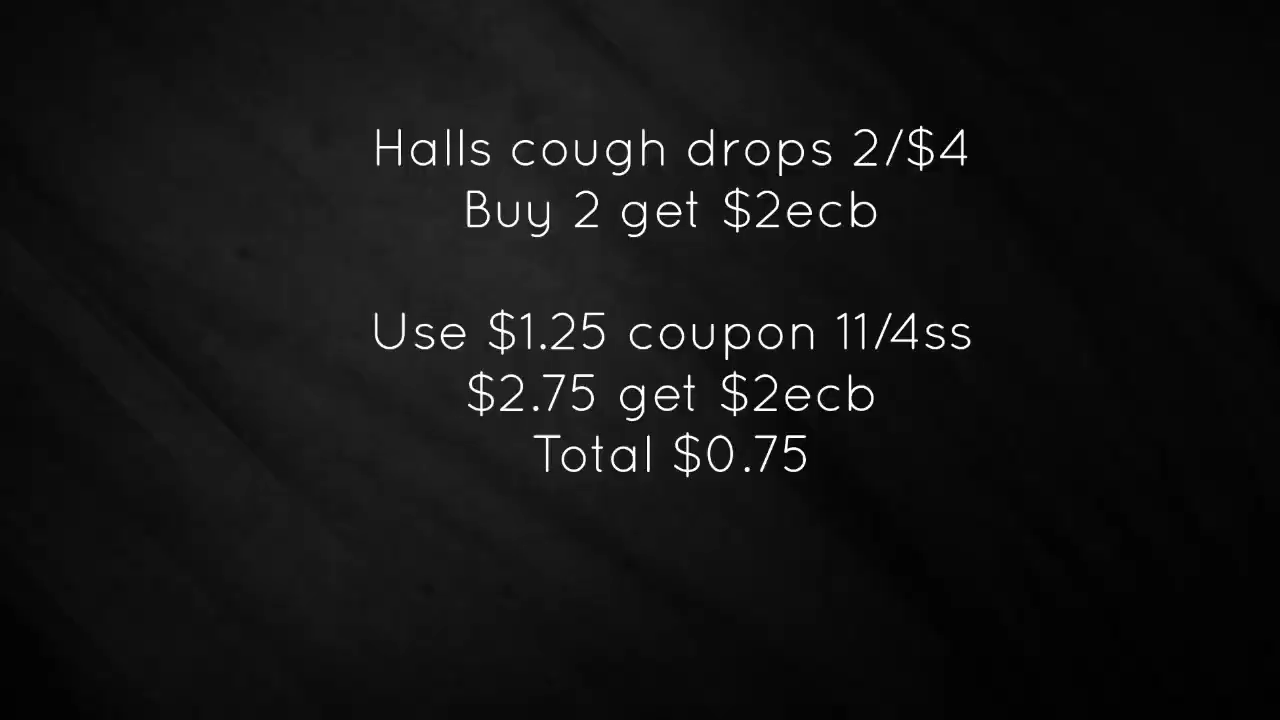 Halls cough drops 2/$4
Buy 2 get $2ecb
Use $1.25 coupon 11/4ss
$2.75 get $2ecb
Total $0.75